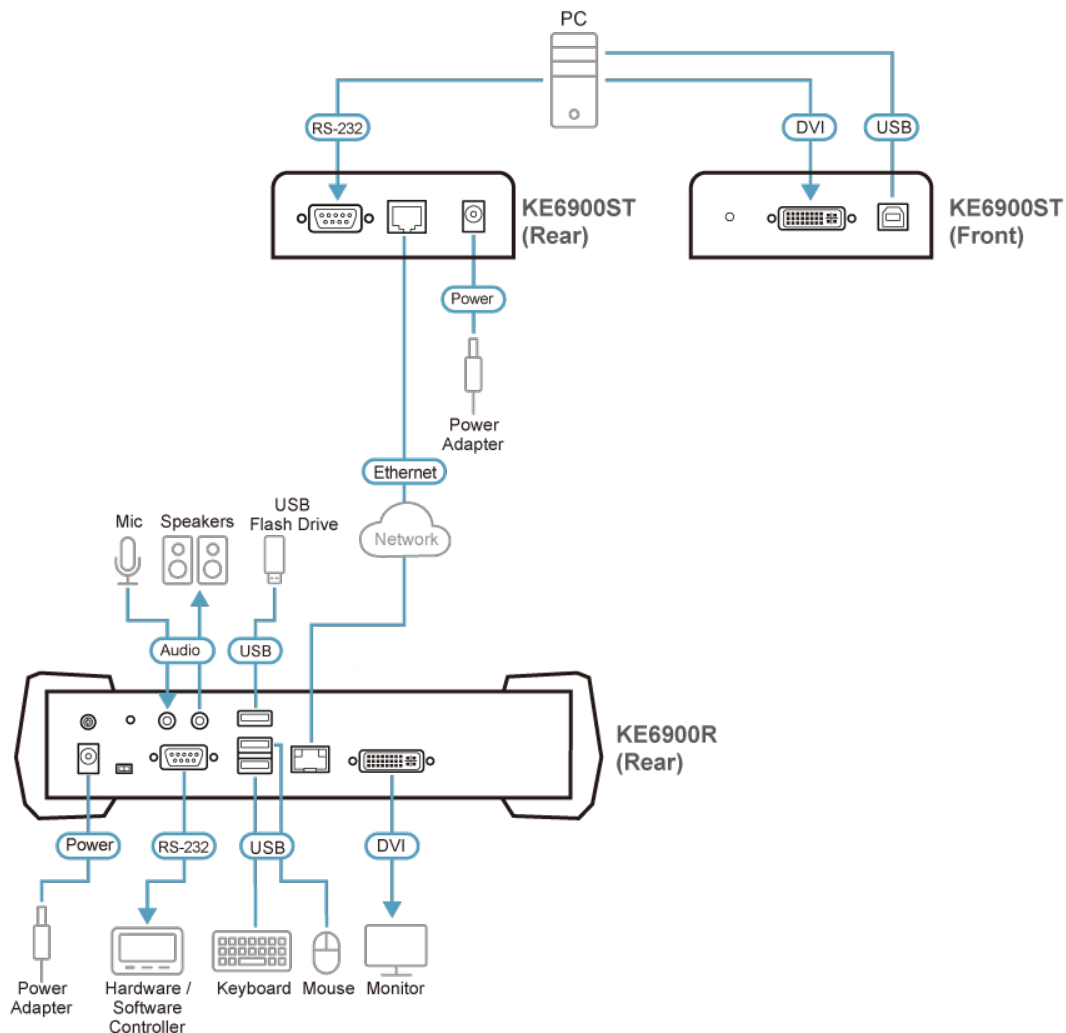 PC
RS-232
DVI
USB
KE6900ST
(Rear)
KE6900ST
(Front)
Power
Power
Adapter
Ethernet
USB
Flash Drive
Mic
Speakers
Network
Audio
USB
KE6900R
(Rear)
Power
RS-232
USB
DVI
Power
Adapter
Hardware /
Software
Controller
Keyboard
Mouse
Monitor